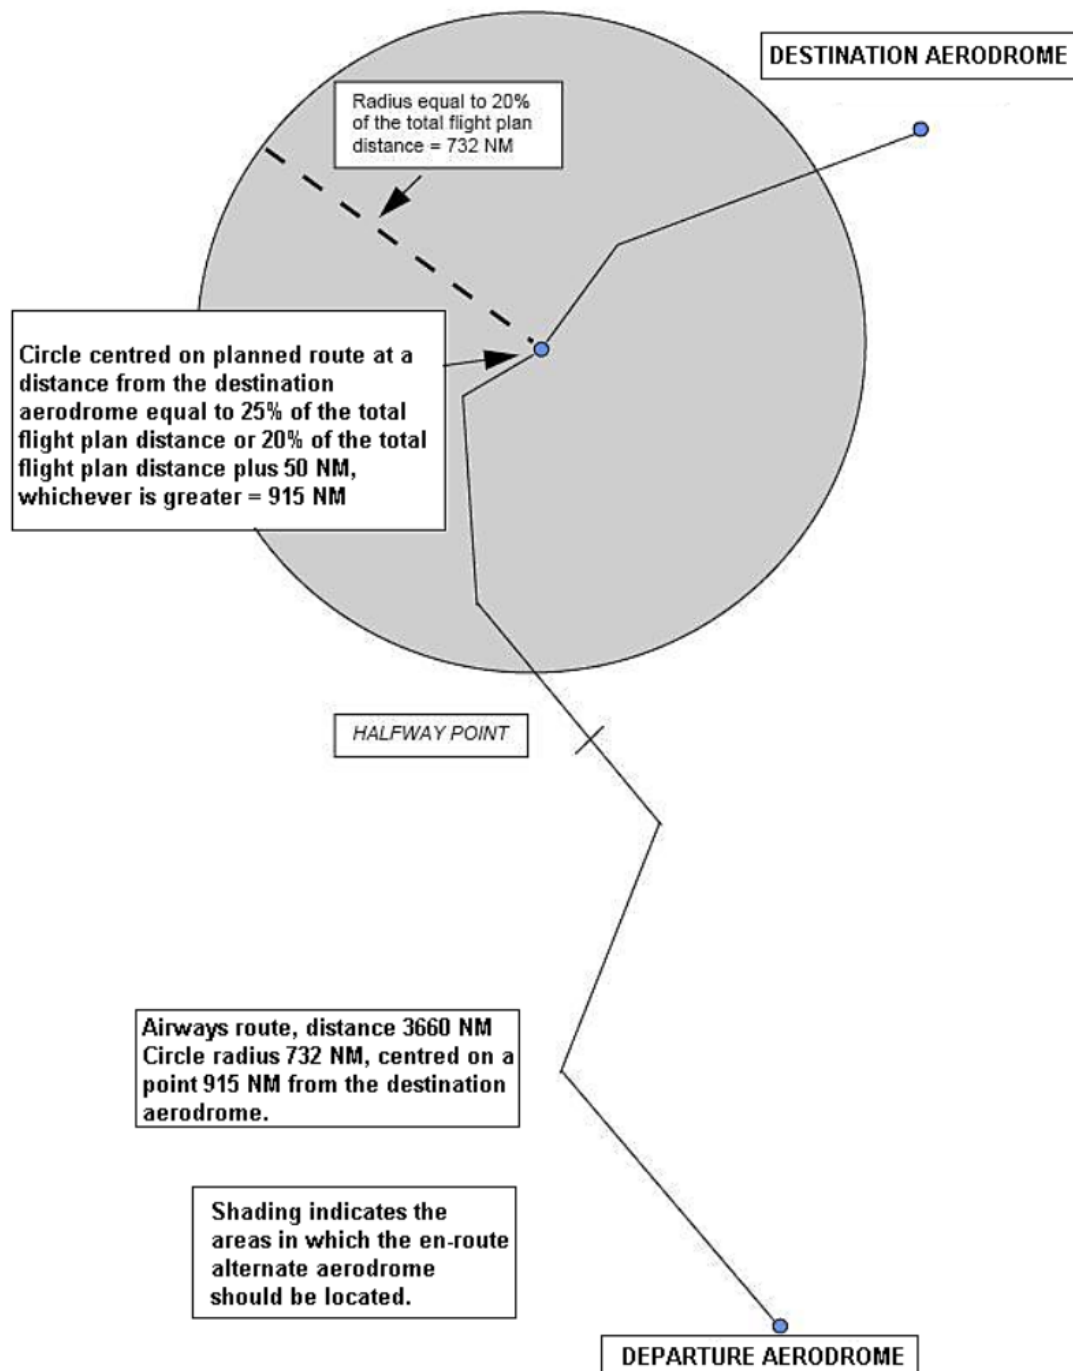 DESTINATION AERODROME
Radius equal to 20%
of the total flight plan
distance = 732 NM
Circle centred on planned route at a
distance from the destination
aerodrome equal to 25% of the total
flight plan distance or 20% of the total
flight plan distance plus 50 NM,
whichever is greater = 915 NM
HALFWAY POINT
Airways route, distance 3660 NM
Circle radius 732 NM, centred on a
point 915 NM from the destination
aerodrome.
Shading indicates the
areas in which the en-route
alternate aerodrome
should be located.
DEPARTURE AERODROME